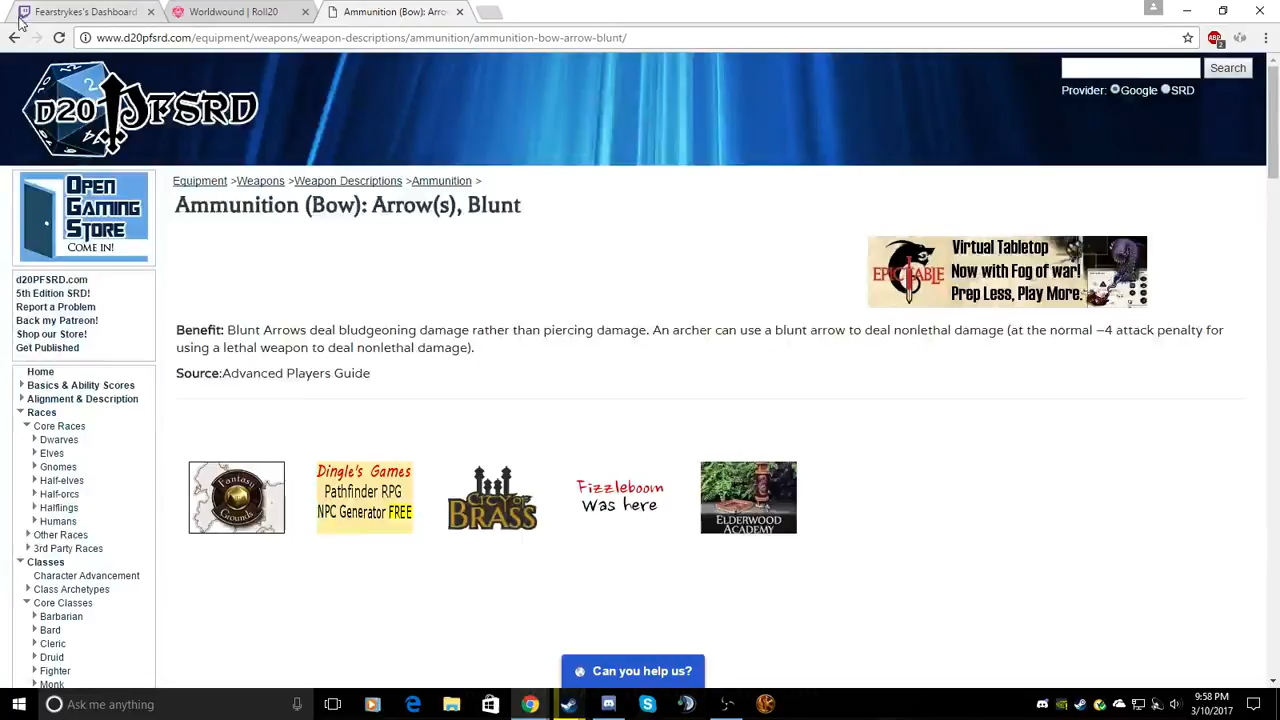 Fearstrykes's Dashboard
Worldwound | Roll20
Ammunition (Bow): Arro
www.d20pfsrd.com/equipment/weapons/weapon-descriptions/ammunition/ammunition-bow-arrow-blunt/
ABP
2
D20PFSRD
Search
Provider: Google SRD
OPEN
GAMING
STORE
COME IN!
d20PFSRD.com
5th Edition SRD!
Report a Problem
Back my Patreon!
Shop our Store!
Get Published
Home
Basics & Ability Scores
Alignment & Description
Races
Core Races
Dwarves
Elves
Gnomes
Half-elves
Half-orcs
Halflings
Humans
Other Races
3rd Party Races
Classes
Character Advancement
Class Archetypes
Core Classes
Barbarian
Bard
Cleric
Druid
Fighter
Monk
Equipment >Weapons >Weapon Descriptions >Ammunition >
Ammunition (Bow): Arrow(s), Blunt
EPICTABLE
Virtual Tabletop
Now with Fog of war!
Prep Less, Play More.
Benefit: Blunt Arrows deal bludgeoning damage rather than piercing damage. An archer can use a blunt arrow to deal nonlethal damage (at the normal –4 attack penalty for
using a lethal weapon to deal nonlethal damage).
Source:Advanced Players Guide
Fantasy
Grounds
Dingle's Games
Pathfinder RPG
NPC Generator FREE
CITY OF
BRASS
Fizzleboom
Was here
ELDERWOOD
ACADEMY
Can you help us?
Ask me anything
9:58 PM
3/10/2017